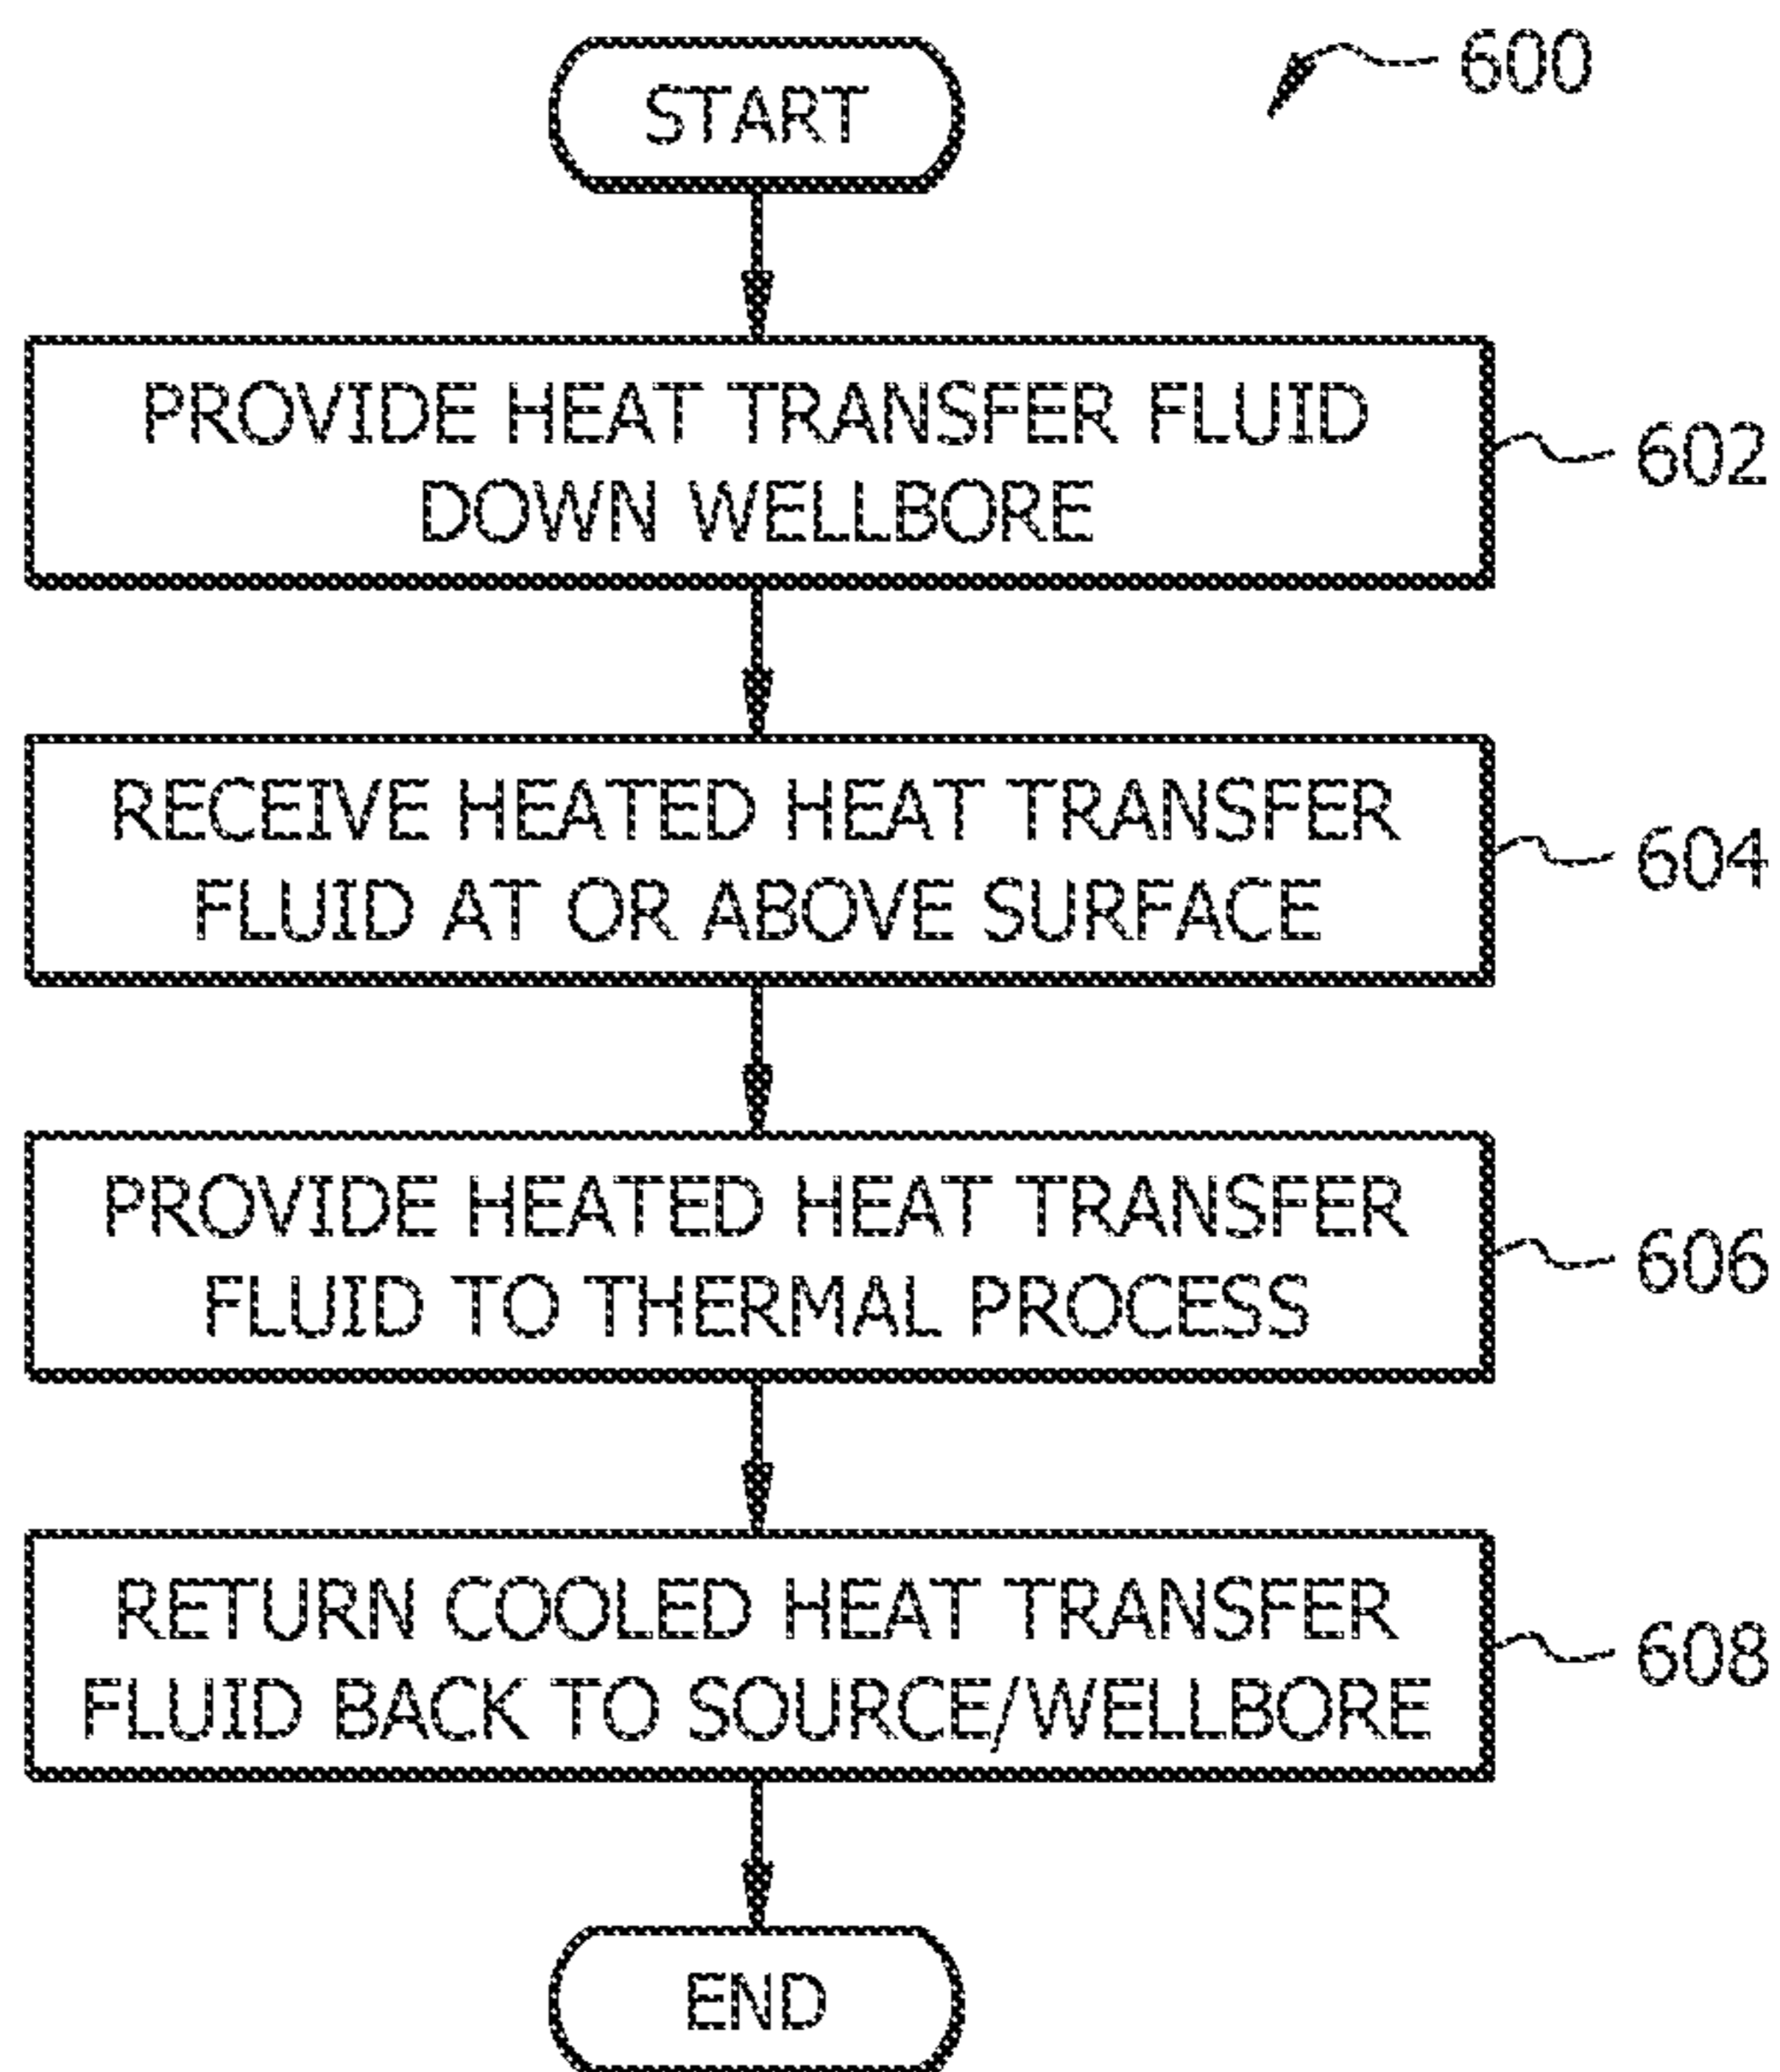 START
600
PROVIDE HEAT TRANSFER FLUID
DOWN WELLBORE
602
RECEIVE HEATED HEAT TRANSFER
FLUID AT OR ABOVE SURFACE
604
PROVIDE HEATED HEAT TRANSFER
FLUID TO THERMAL PROCESS
606
RETURN COOLED HEAT TRANSFER
FLUID BACK TO SOURCE/WELLBORE
608
END